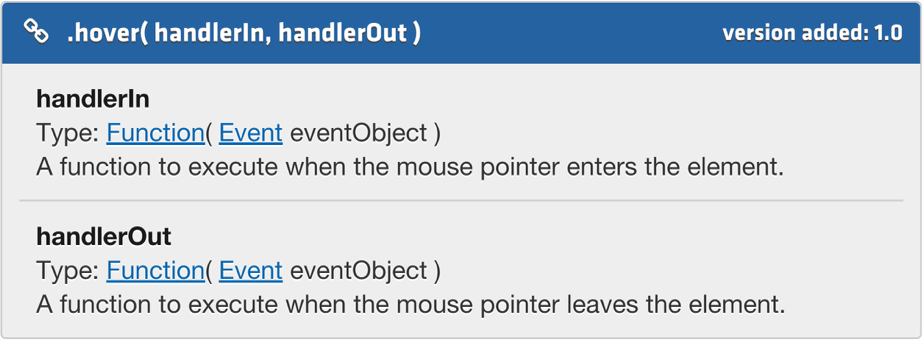 .hover( handlerIn, handlerOut ) version added: 1.0
handlerIn
Type: Function( Event eventObject )
A function to execute when the mouse pointer enters the element.
handlerOut
Type: Function( Event eventObject )
A function to execute when the mouse pointer leaves the element.